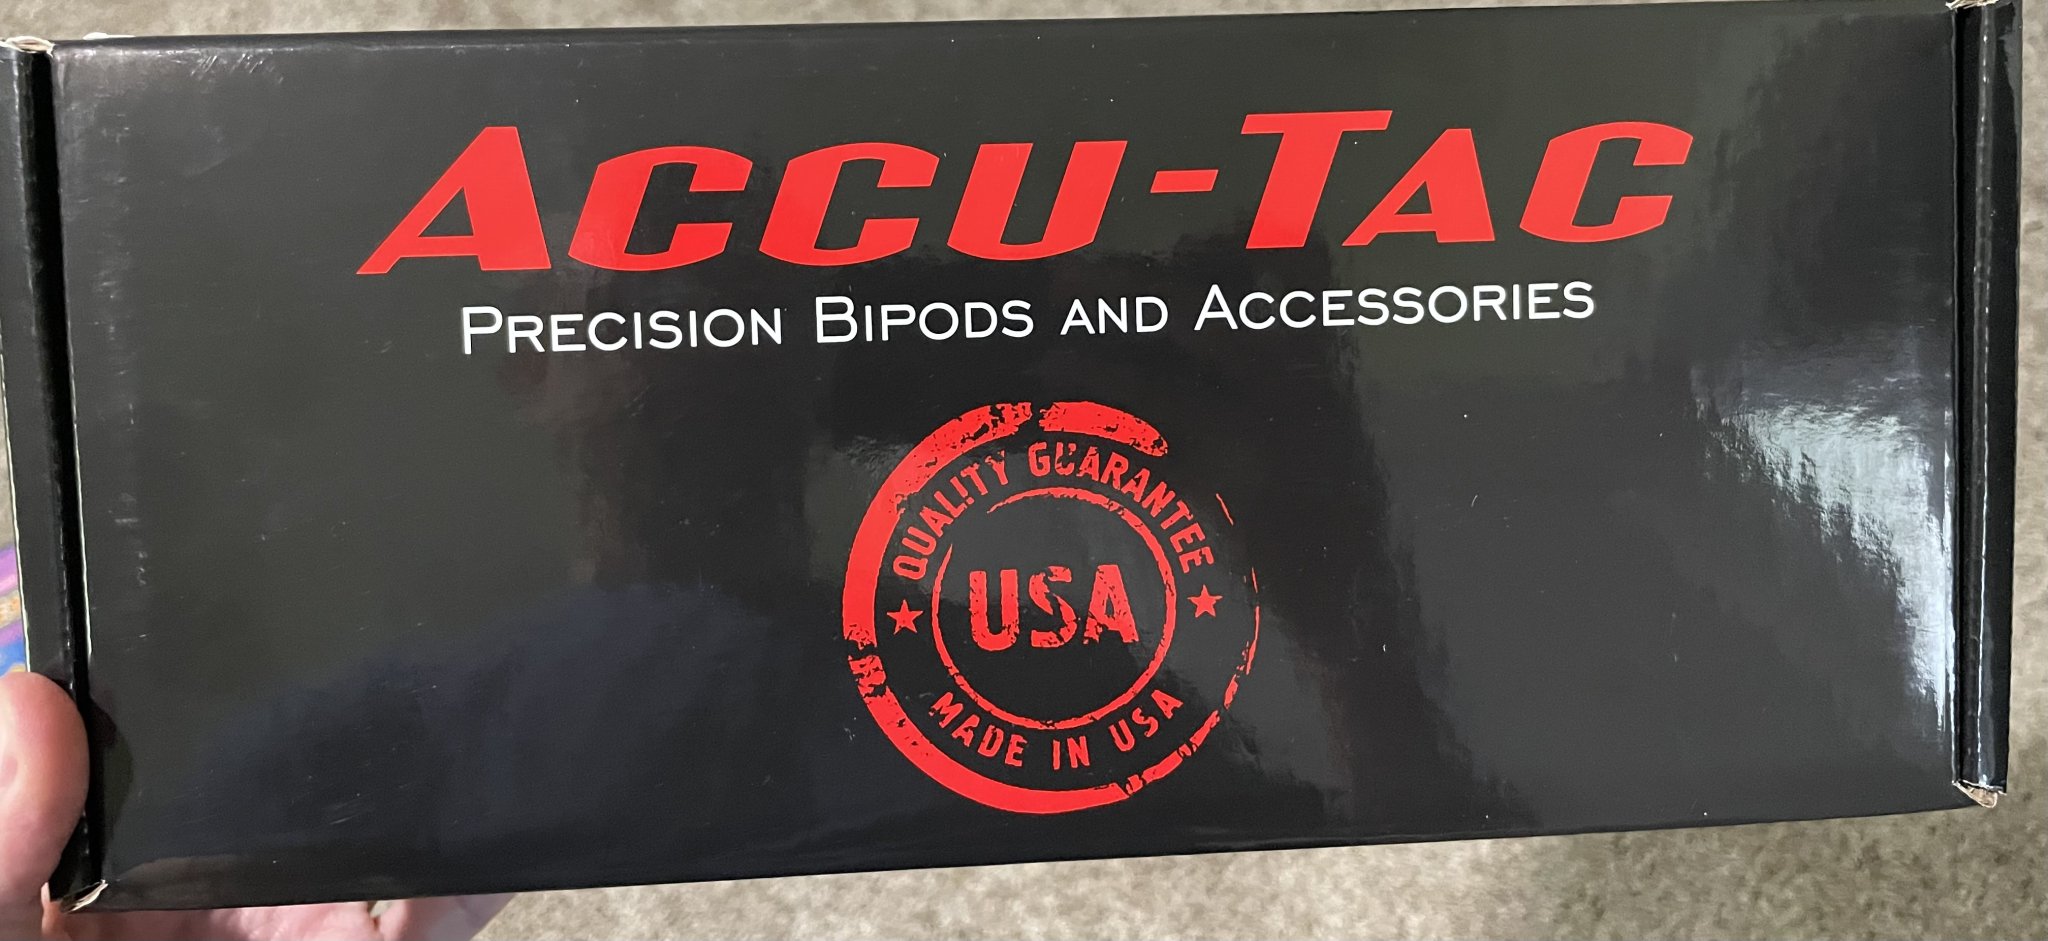 ACCU-TAC
PRECISION BIPODS AND ACCESSORIES
QUALITY GUARANTEE
USA
MADE IN USA